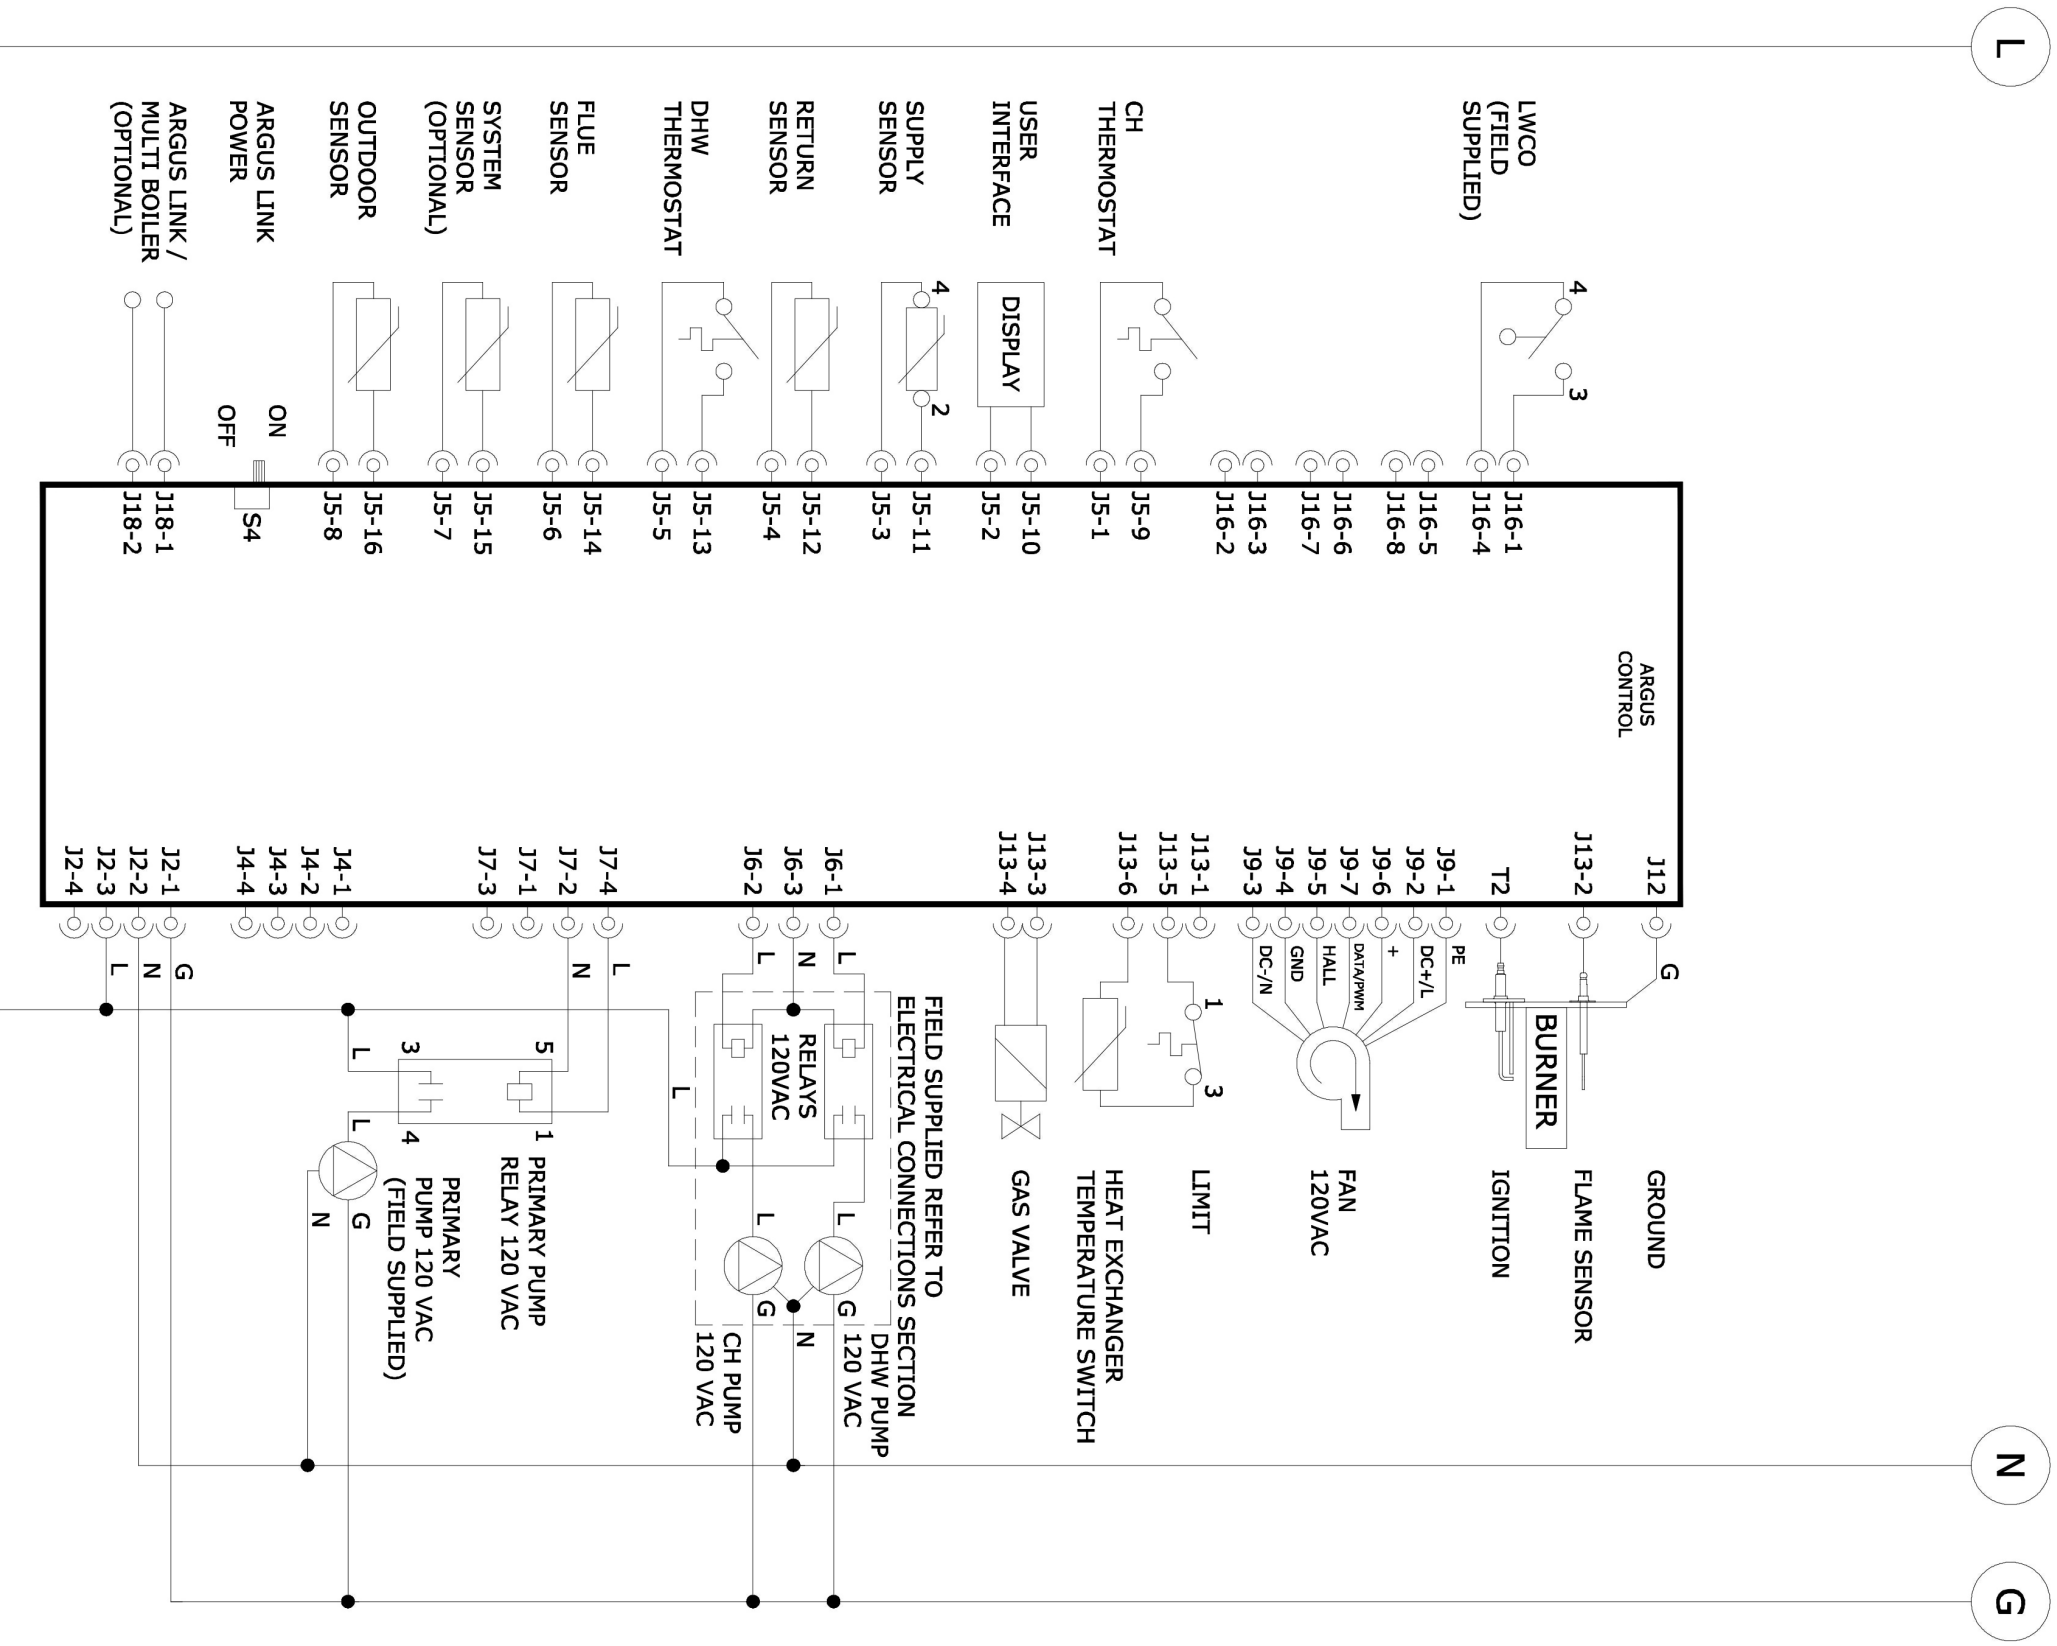 L
N
G
LWCO
(FIELD
SUPPLIED)
4
3
CH
THERMOSTAT
USER
INTERFACE
DISPLAY
SUPPLY
SENSOR
4
2
RETURN
SENSOR
DHW
THERMOSTAT
FLUE
SENSOR
SYSTEM
SENSOR
(OPTIONAL)
OUTDOOR
SENSOR
ARGUS LINK
POWER
ON
OFF
ARGUS LINK /
MULTI BOILER
(OPTIONAL)
J16-1
J16-4
J16-5
J16-8
J16-6
J16-7
J16-3
J16-2
J5-9
J5-1
J5-10
J5-2
J5-11
J5-3
J5-12
J5-4
J5-13
J5-5
J5-14
J5-6
J5-15
J5-7
J5-16
J5-8
S4
J18-1
J18-2
ARGUS
CONTROL
J12
J13-2
T2
J9-1
J9-2
J9-6
J9-7
J9-5
J9-4
J9-3
J13-1
J13-5
J13-6
J13-3
J13-4
J6-1
J6-3
J6-2
J7-4
J7-2
J7-1
J7-3
J4-1
J4-2
J4-3
J4-4
J2-1
J2-2
J2-3
J2-4
G
PE
DC+/L
+
DATA/PWM
HALL
GND
DC-/N
L
N
L
L
N
G
N
L
BURNER
1
3
FIELD SUPPLIED REFER TO
ELECTRICAL CONNECTIONS SECTION
RELAYS
120VAC
L
5
3
1
4
L
L
L
L
G
G
N
G
N
GROUND
FLAME SENSOR
IGNITION
FAN
120VAC
LIMIT
HEAT EXCHANGER
TEMPERATURE SWITCH
GAS VALVE
DHW PUMP
120 VAC
CH PUMP
120 VAC
PRIMARY PUMP
RELAY 120 VAC
PRIMARY
PUMP 120 VAC
(FIELD SUPPLIED)